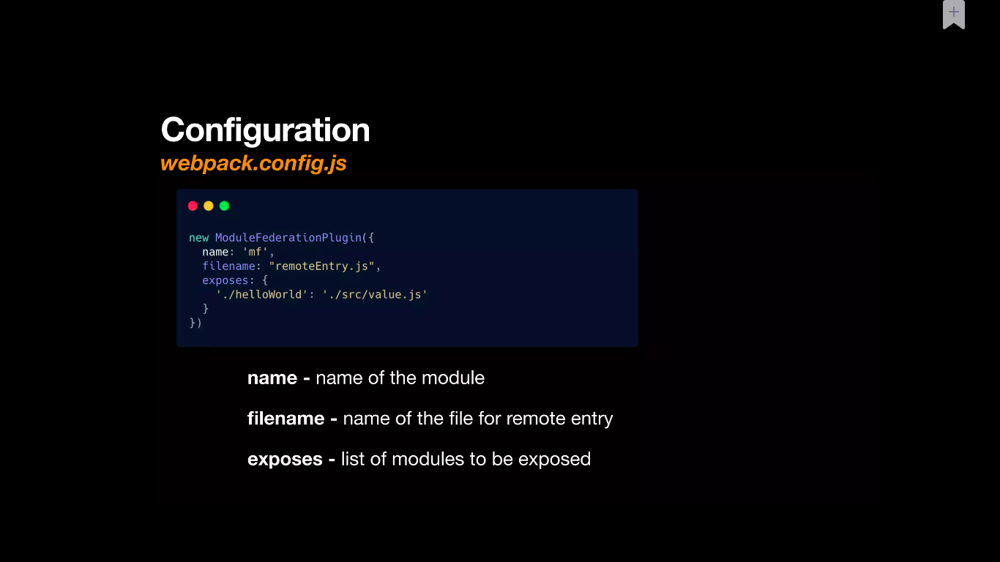 Configuration
webpack.config.js
new ModuleFederationPlugin({
  name: 'mf',
  filename: "remoteEntry.js",
  exposes: {
    './helloWorld': './src/value.js'
  }
})
name - name of the module
filename - name of the file for remote entry
exposes - list of modules to be exposed